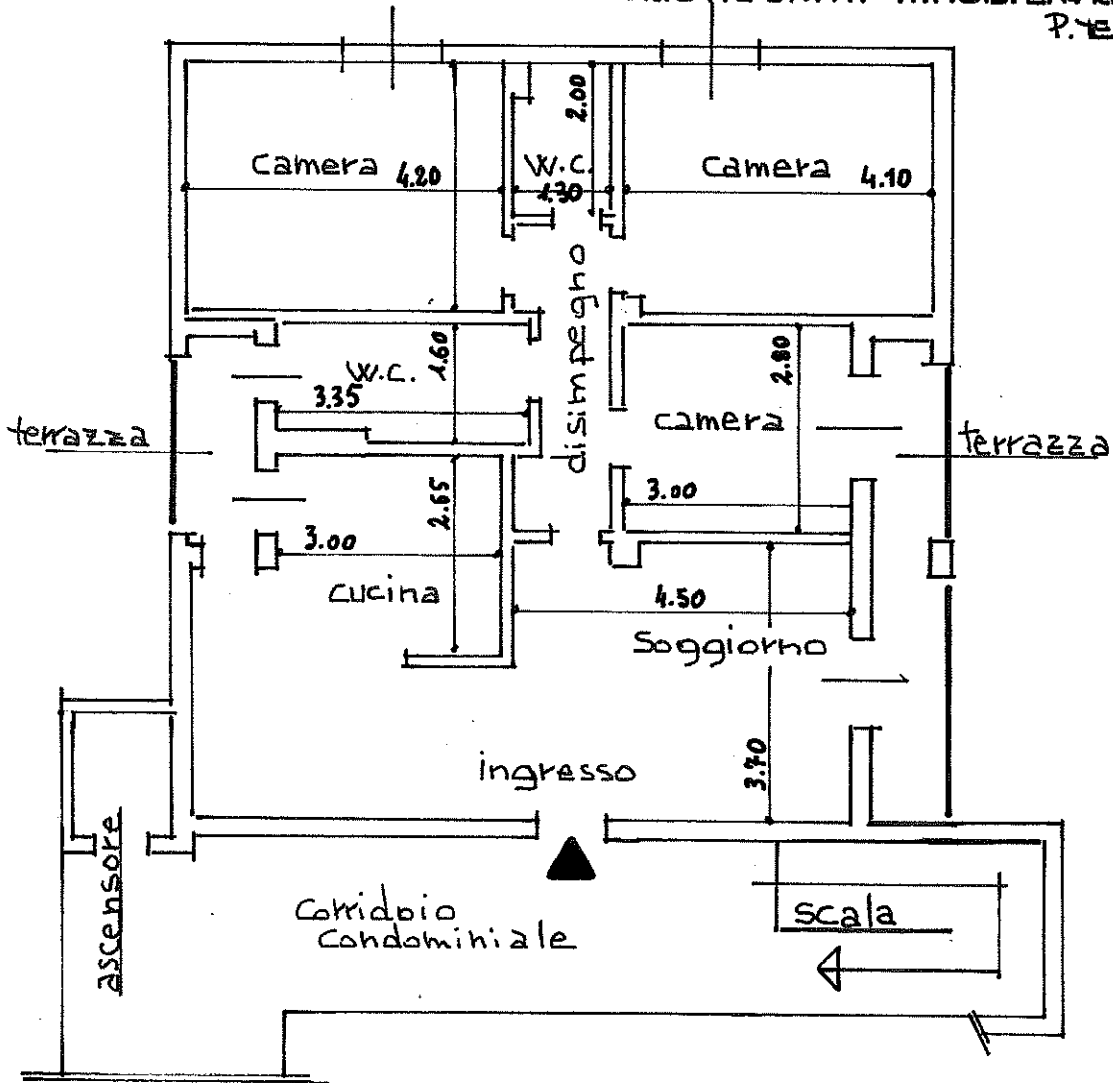 P.TE
camera 4.20
2.00
W.C.
1.30
camera 4.10
disimpegno
1.60
W.C.
3.35
2.80
camera
terrazza
terrazza
2.65
3.00
3.00
cucina
4.50
Soggiorno
3.70
ingresso
ascensore
Corridoio
Condominiale
scala